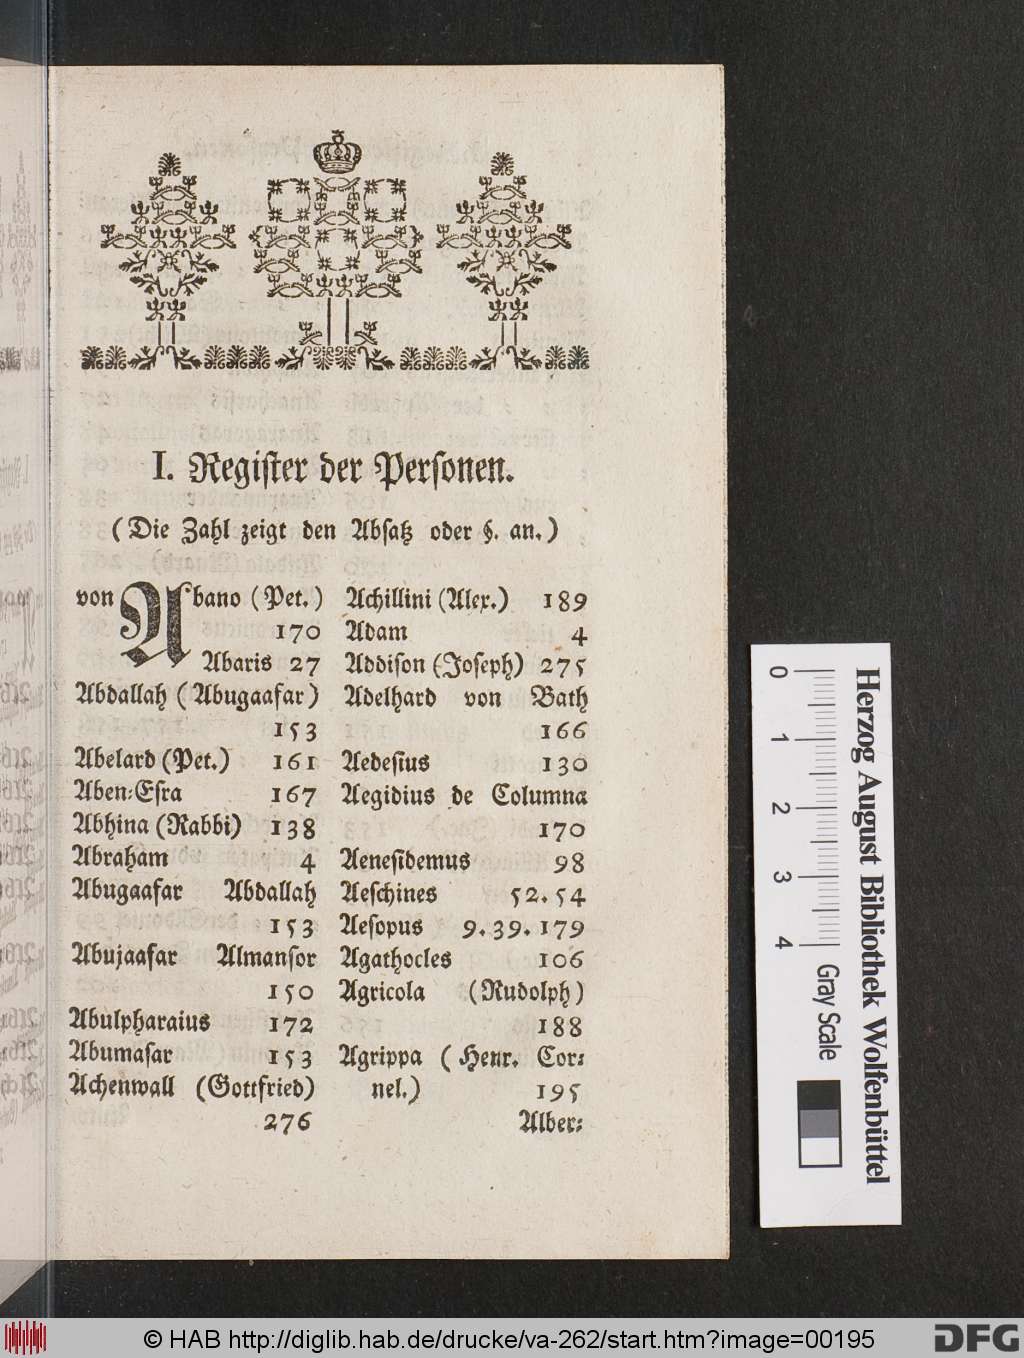 I. Regiſter der Perſonen.
(Die Zahl zeigt den Abſatz oder §. an.)
von Abano (Pet.)
170
Abaris 27
Abdallah (Abugaafar)
153
Abelard (Pet.) 161
Aben⸗Eſra 167
Abhina (Rabbi) 138
Abraham 4
Abugaafar Abdallah
153
Abujaafar Almanſor
150
Abulpharaius 172
Abumaſar 153
Achenwall (Gottfried)
276
Achillini (Alex.) 189
Adam 4
Addiſon (Joſeph) 275
Adelhard von Bath
166
Aedeſius 130
Aegidius de Columna
170
Aeneſidemus 98
Aeſchines 52. 54
Aeſopus 9. 39. 179
Agathocles 106
Agricola (Rudolph)
188
Agrippa (Henr. Cor⸗
nel.) 195
Alber⸗
0 1 2 3 4
Gray Scale
Herzog August Bibliothek Wolfenbüttel
© HAB http://diglib.hab.de/drucke/va-262/start.htm?image=00195
DFG